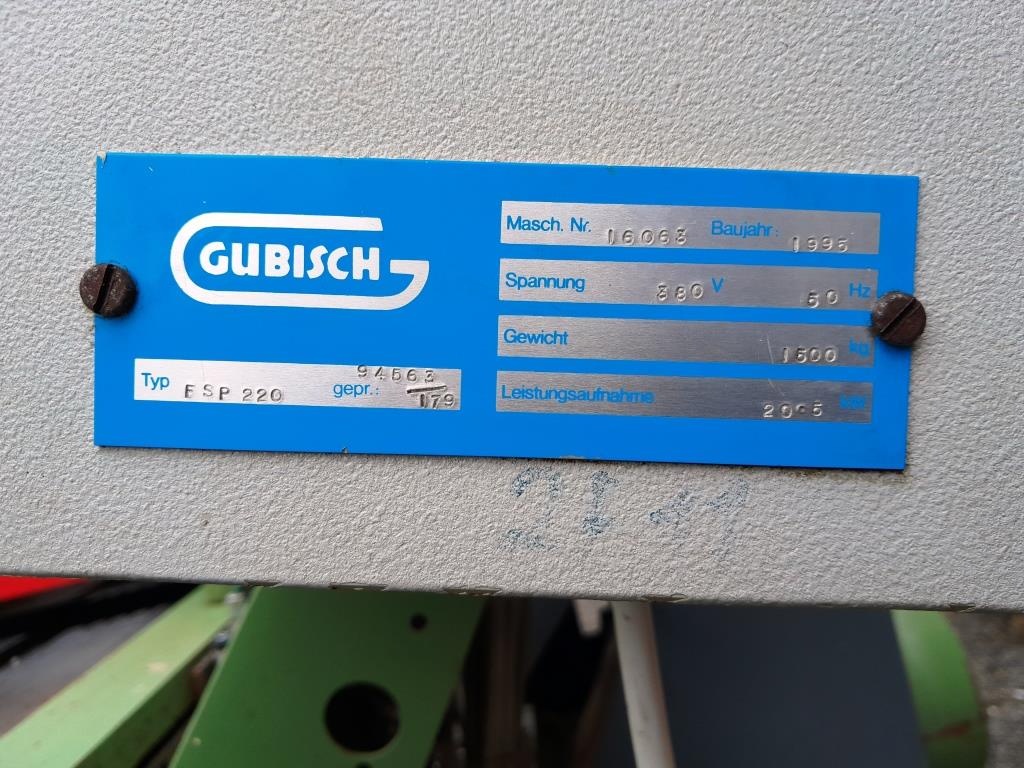 GUBISCH
Typ ESP 220 gepr.: 94563/179
Masch. Nr. 16063 Baujahr: 1995
Spannung 380 V 50 Hz
Gewicht 1500 kg
Leistungsaufnahme 20,5 kW